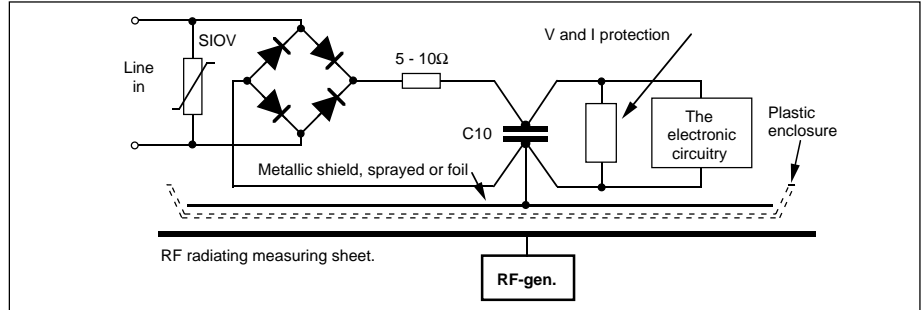 SIOV
Line
in
5 - 10Ω
V and I protection
C10
The
electronic
circuitry
Plastic
enclosure
Metallic shield, sprayed or foil
RF radiating measuring sheet.
RF-gen.